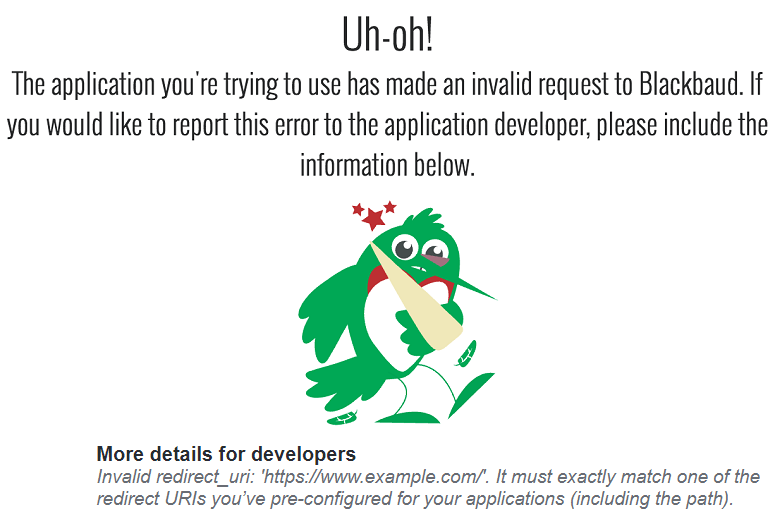 Uh-oh!
The application you're trying to use has made an invalid request to Blackbaud. If
you would like to report this error to the application developer, please include the
information below.
More details for developers
Invalid redirect_uri: 'https://www.example.com/'. It must exactly match one of the
redirect URIs you’ve pre-configured for your applications (including the path).